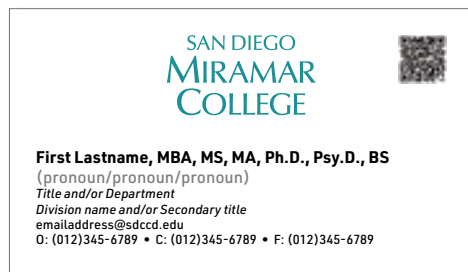 SAN DIEGO
MIRAMAR
COLLEGE
First Lastname, MBA, MS, MA, Ph.D., Psy.D., BS
(pronoun/pronoun/pronoun)
Title and/or Department
Division name and/or Secondary title
emailaddress@sdccd.edu
O: (012)345-6789 • C: (012)345-6789 • F: (012)345-6789